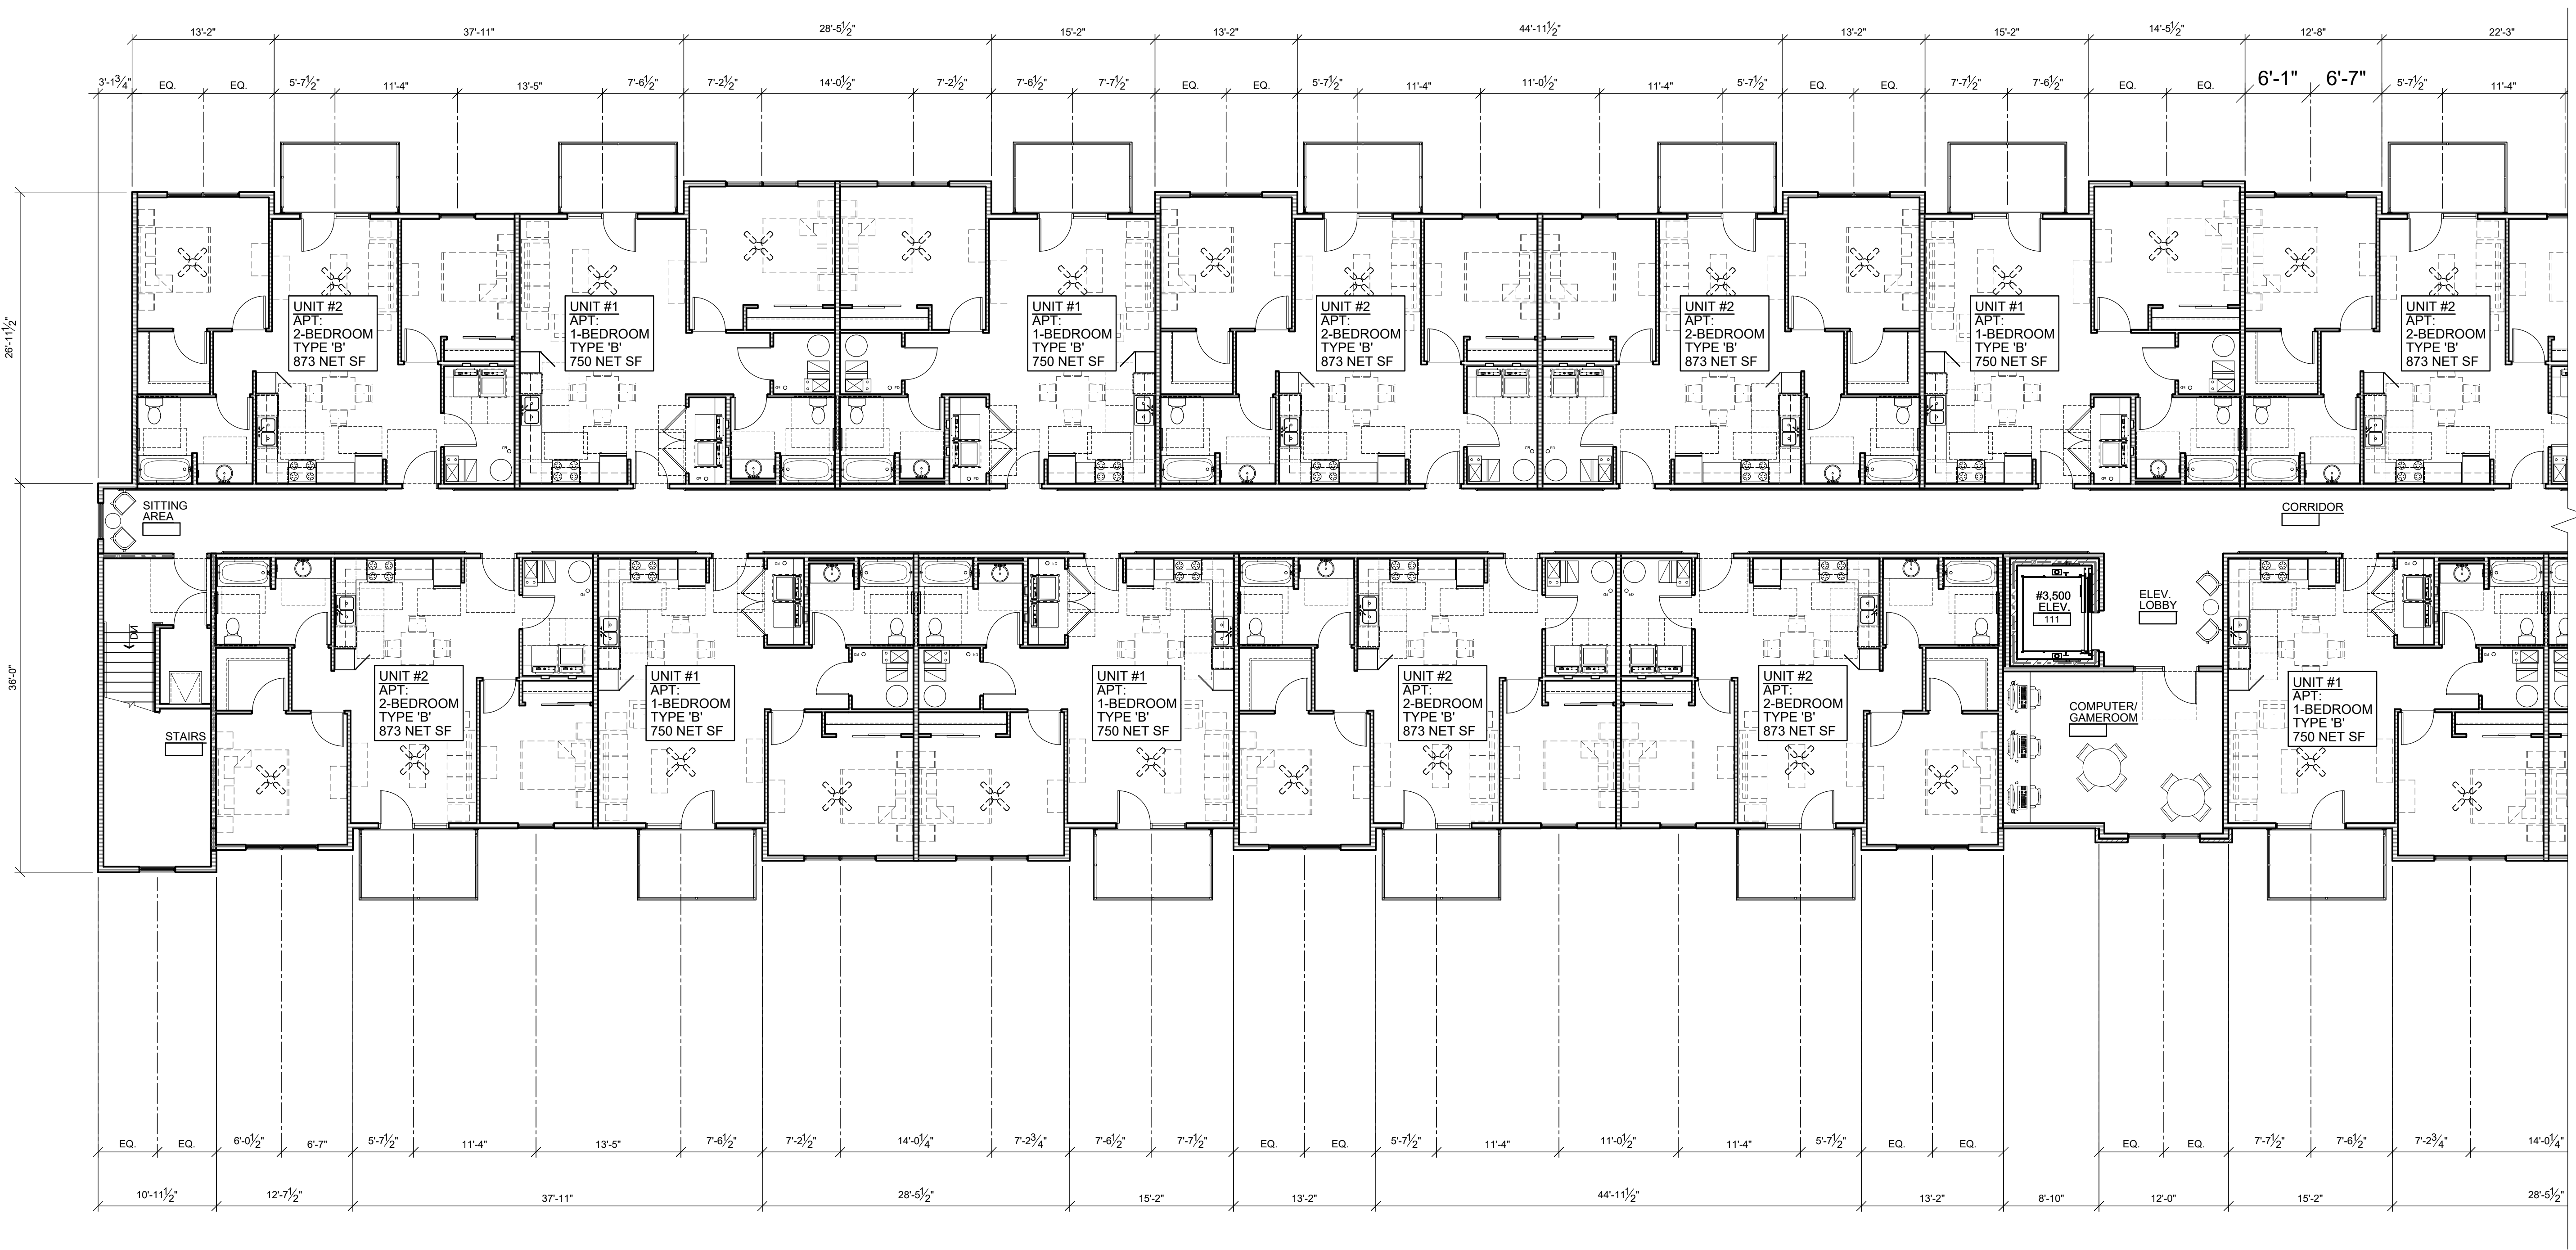 13'-2" 37'-11" 28'-5½" 15'-2" 13'-2" 44'-11½" 13'-2" 15'-2" 14'-5½" 12'-8" 22'-3"
3'-1¾" EQ. EQ. 5'-7½" 11'-4" 13'-5" 7'-6½" 7'-2½" 14'-0½" 7'-2½" 7'-6½" 7'-7½" EQ. EQ. 5'-7½" 11'-4" 11'-0½" 11'-4" 5'-7½" EQ. EQ. 7'-7½" 7'-6½" EQ. EQ. 6'-1" 6'-7" 5'-7½" 11'-4"
26'-11½"
UNIT #2
APT:
2-BEDROOM
TYPE 'B'
873 NET SF
UNIT #1
APT:
1-BEDROOM
TYPE 'B'
750 NET SF
UNIT #1
APT:
1-BEDROOM
TYPE 'B'
750 NET SF
UNIT #2
APT:
2-BEDROOM
TYPE 'B'
873 NET SF
UNIT #2
APT:
2-BEDROOM
TYPE 'B'
873 NET SF
UNIT #1
APT:
1-BEDROOM
TYPE 'B'
750 NET SF
UNIT #2
APT:
2-BEDROOM
TYPE 'B'
873 NET SF
SITTING
AREA
CORRIDOR
36'-0"
DN
STAIRS
UNIT #2
APT:
2-BEDROOM
TYPE 'B'
873 NET SF
UNIT #1
APT:
1-BEDROOM
TYPE 'B'
750 NET SF
UNIT #1
APT:
1-BEDROOM
TYPE 'B'
750 NET SF
UNIT #2
APT:
2-BEDROOM
TYPE 'B'
873 NET SF
UNIT #2
APT:
2-BEDROOM
TYPE 'B'
873 NET SF
#3,500
ELEV.
111
ELEV.
LOBBY
COMPUTER/
GAMEROOM
UNIT #1
APT:
1-BEDROOM
TYPE 'B'
750 NET SF
EQ. EQ. 6'-0½" 6'-7" 5'-7½" 11'-4" 13'-5" 7'-6½" 7'-2½" 14'-0¼" 7'-2¾" 7'-6½" 7'-7½" EQ. EQ. 5'-7½" 11'-4" 11'-0½" 11'-4" 5'-7½" EQ. EQ. EQ. EQ. 7'-7½" 7'-6½" 7'-2¾" 14'-0¼"
10'-11½" 12'-7½" 37'-11" 28'-5½" 15'-2" 13'-2" 44'-11½" 13'-2" 8'-10" 12'-0" 15'-2" 28'-5½"